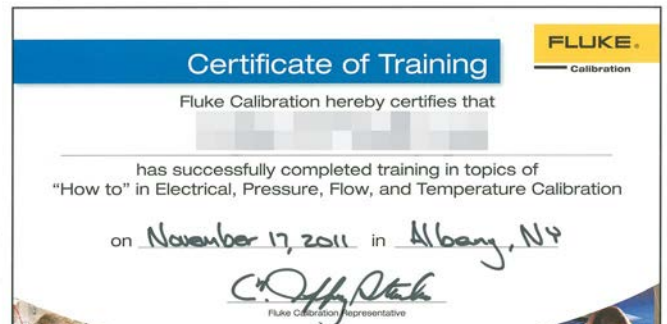 FLUKE®
Calibration
Certificate of Training
Fluke Calibration hereby certifies that
has successfully completed training in topics of
"How to" in Electrical, Pressure, Flow, and Temperature Calibration
on November 17, 2011 in Albany, NY
Fluke Calibration Representative